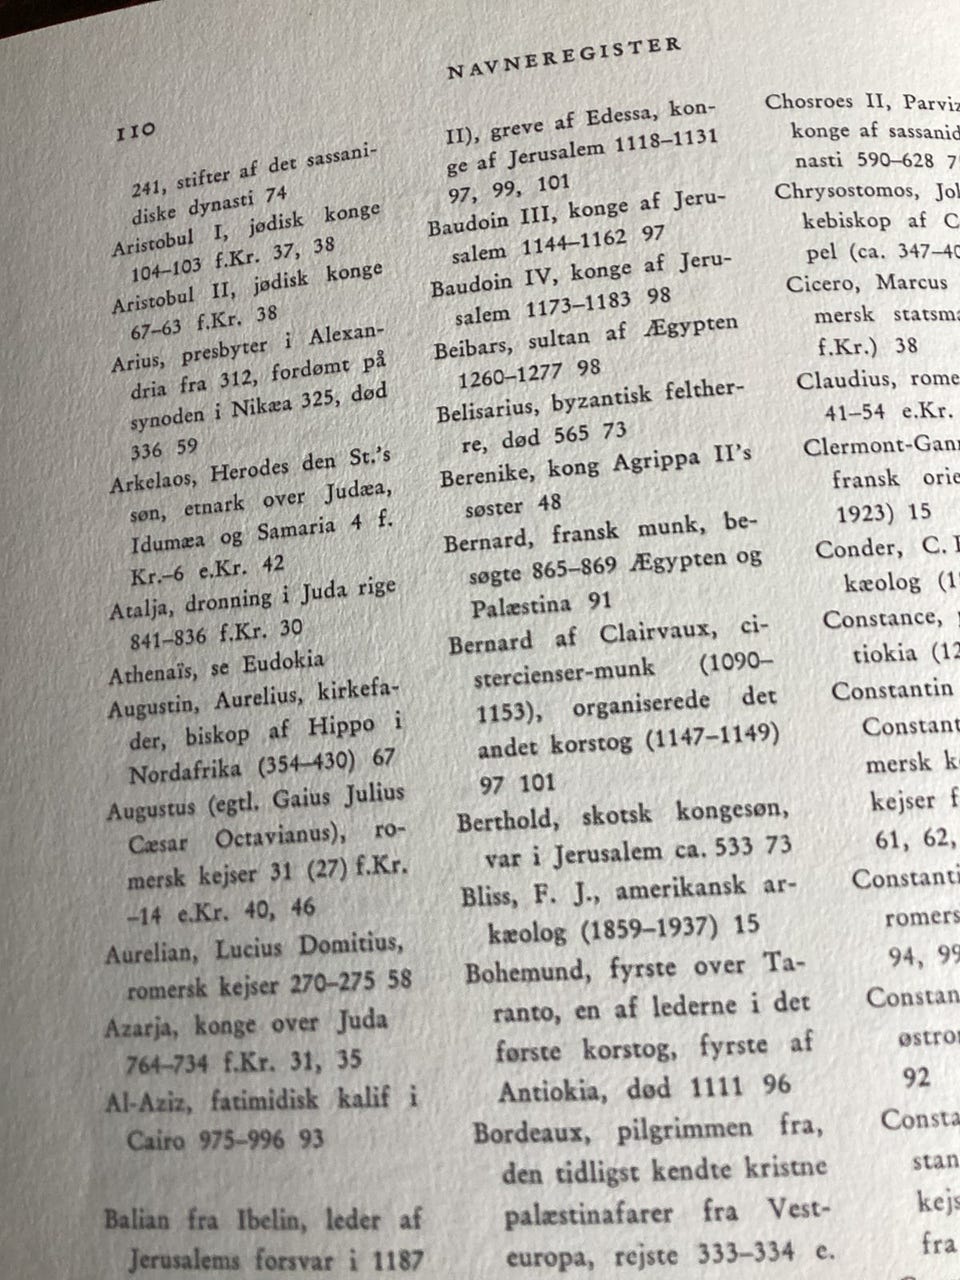 NAVNEREGISTER
110
241, stifter af det sassani-
diske dynasti 74
Aristobul I, jødisk konge
104–103 f.Kr. 37, 38
Aristobul II, jødisk konge
67–63 f.Kr. 38
Arius, presbyter i Alexan-
dria fra 312, fordømt på
synoden i Nikæa 325, død
336 59
Arkelaos, Herodes den St.'s
søn, etnark over Judæa,
Idumæa og Samaria 4 f.
Kr.–6 e.Kr. 42
Atalja, dronning i Juda rige
841–836 f.Kr. 30
Athenaïs, se Eudokia
Augustin, Aurelius, kirkefa-
der, biskop af Hippo i
Nordafrika (354–430) 67
Augustus (egtl. Gaius Julius
Cæsar Octavianus), ro-
mersk kejser 31 (27) f.Kr.
–14 e.Kr. 40, 46
Aurelian, Lucius Domitius,
romersk kejser 270–275 58
Azarja, konge over Juda
764–734 f.Kr. 31, 35
Al-Aziz, fatimidisk kalif i
Cairo 975–996 93
Balian fra Ibelin, leder af
Jerusalems forsvar i 1187
II), greve af Edessa, kon-
ge af Jerusalem 1118–1131
97, 99, 101
Baudoin III, konge af Jeru-
salem 1144–1162 97
Baudoin IV, konge af Jeru-
salem 1173–1183 98
Beibars, sultan af Ægypten
1260–1277 98
Belisarius, byzantisk felther-
re, død 565 73
Berenike, kong Agrippa II's
søster 48
Bernard, fransk munk, be-
søgte 865–869 Ægypten og
Palæstina 91
Bernard af Clairvaux, ci-
stercienser-munk (1090–
1153), organiserede det
andet korstog (1147–1149)
97 101
Berthold, skotsk kongesøn,
var i Jerusalem ca. 533 73
Bliss, F. J., amerikansk ar-
kæolog (1859–1937) 15
Bohemund, fyrste over Ta-
ranto, en af lederne i det
første korstog, fyrste af
Antiokia, død 1111 96
Bordeaux, pilgrimmen fra,
den tidligst kendte kristne
palæstinafarer fra Vest-
europa, rejste 333–334 e.
Chosroes II, Parviz
konge af sassanid
nasti 590–628 7
Chrysostomos, Jo
kebiskop af C
pel (ca. 347–40
Cicero, Marcus
mersk statsm
f.Kr.) 38
Claudius, rome
41–54 e.Kr.
Clermont-Gan
fransk orie
1923) 15
Conder, C.
kæolog (1
Constance,
tiokia (12
Constantin
Constant
mersk k
kejser f
61, 62,
Constanti
romers
94, 99
Constan
østro
92
Consta
stan
kejs
fra